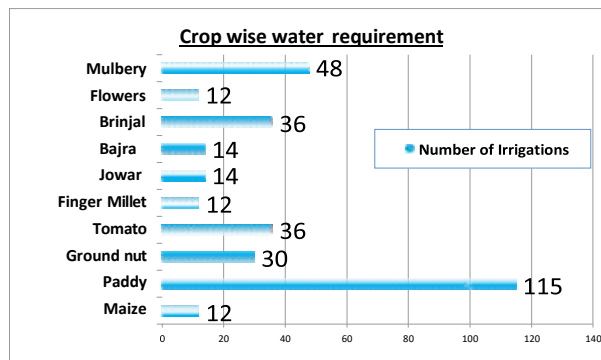 Crop wise water requirement
Mulbery 48
Flowers 12
Brinjal 36
Bajra 14
Jowar 14
Finger Millet 12
Tomato 36
Ground nut 30
Paddy 115
Maize 12
Number of Irrigations
0 20 40 60 80 100 120 140